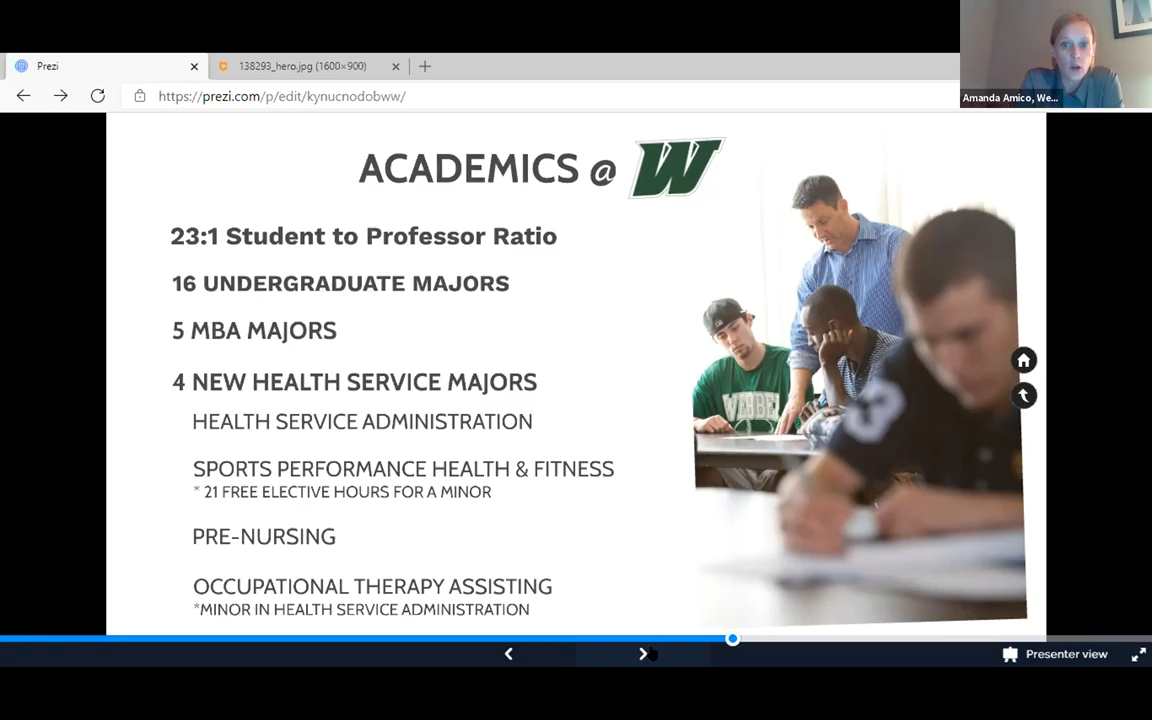 Prezi
138293_hero.jpg (1600×900)
https://prezi.com/p/edit/kynucnodobww/
Amanda Amico, We...
ACADEMICS @ W
23:1 Student to Professor Ratio
16 UNDERGRADUATE MAJORS
5 MBA MAJORS
4 NEW HEALTH SERVICE MAJORS
HEALTH SERVICE ADMINISTRATION
SPORTS PERFORMANCE HEALTH & FITNESS
* 21 FREE ELECTIVE HOURS FOR A MINOR
PRE-NURSING
OCCUPATIONAL THERAPY ASSISTING
*MINOR IN HEALTH SERVICE ADMINISTRATION
3
Presenter view